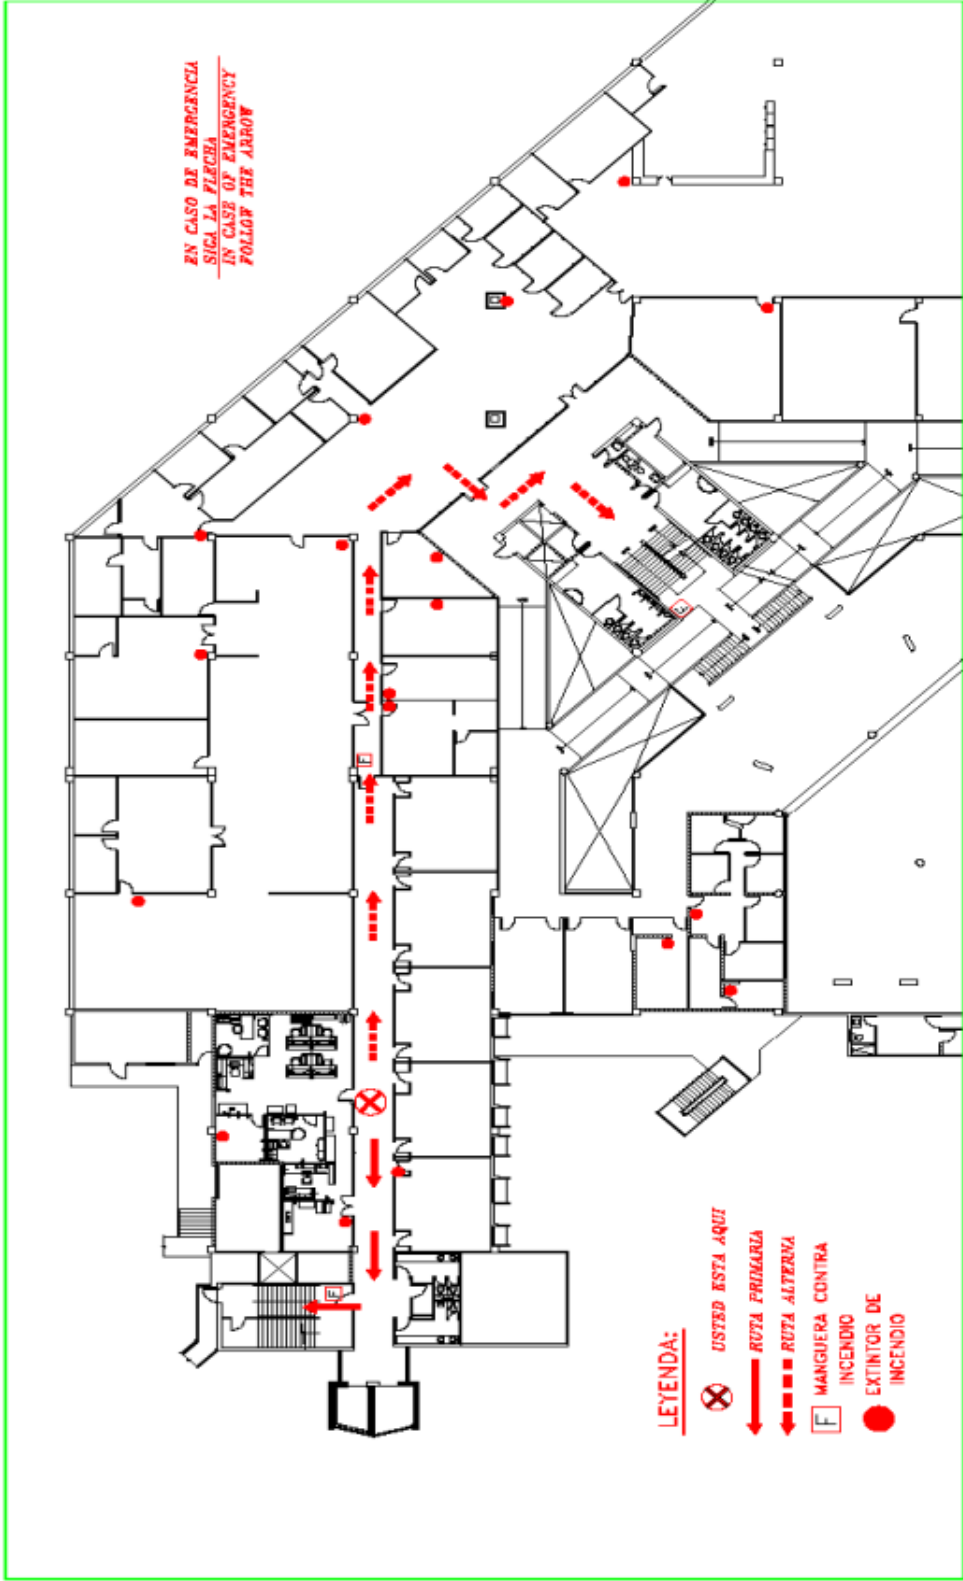 EN CASO DE EMERGENCIA
SIGA LA FLECHA
IN CASE OF EMERGENCY
FOLLOW THE ARROW
F
F
F
LEYENDA:
USTED ESTA AQUI
RUTA PRIMARIA
RUTA ALTERNA
F MANGUERA CONTRA
INCENDIO
EXTINTOR DE
INCENDIO